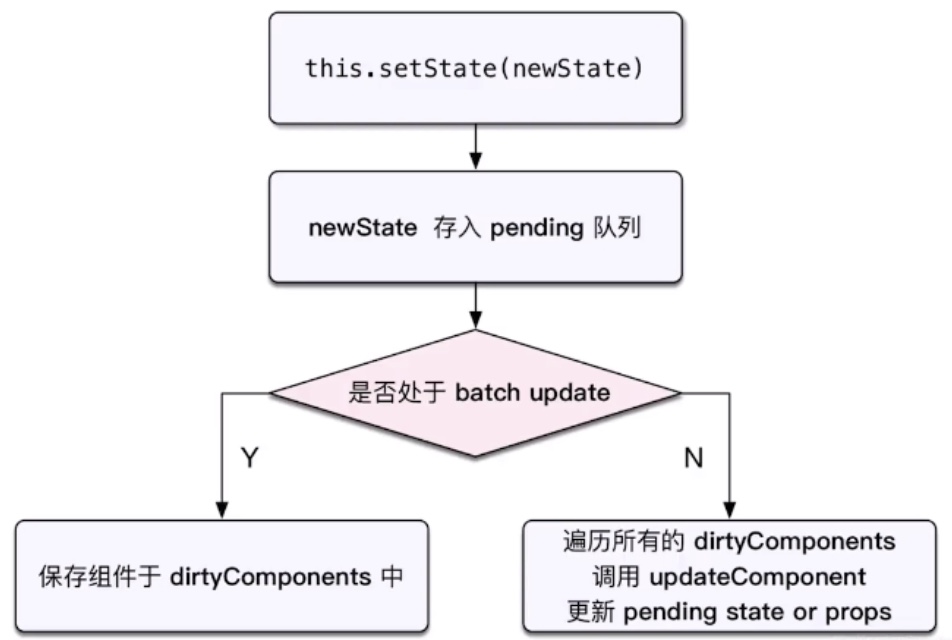 this.setState(newState)
newState 存入 pending 队列
是否处于 batch update
Y
N
保存组件于 dirtyComponents 中
遍历所有的 dirtyComponents
调用 updateComponent
更新 pending state or props